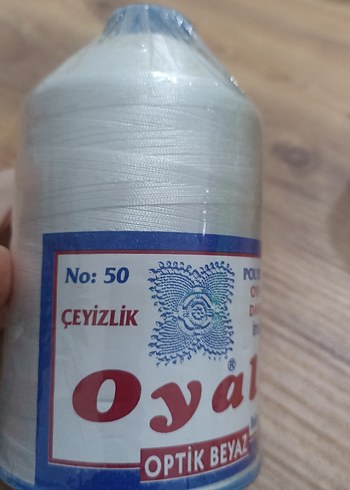 No: 50
ÇEYİZLİK
Oyal
®
OPTİK BEYAZ